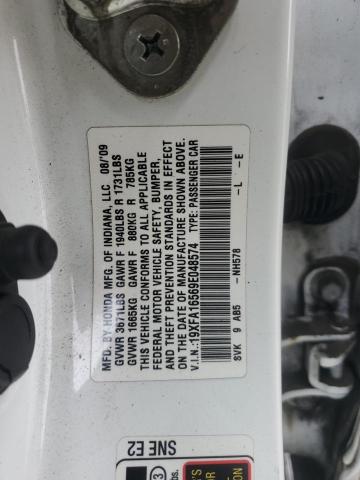 MFD. BY HONDA MFG. OF INDIANA, LLC 08/'09
GVWR 3671LBS GAWR F 1940LBS R 1731LBS
GVWR 1665KG GAWR F 880KG R 785KG
THIS VEHICLE CONFORMS TO ALL APPLICABLE
FEDERAL MOTOR VEHICLE SAFETY, BUMPER,
AND THEFT PREVENTION STANDARDS IN EFFECT
ON THE DATE OF MANUFACTURE SHOWN ABOVE.
V.I.N.:19XFA16569E048574 TYPE: PASSENGER CAR
SVK 9 AB5 -NH578 -L -E
SNE E2